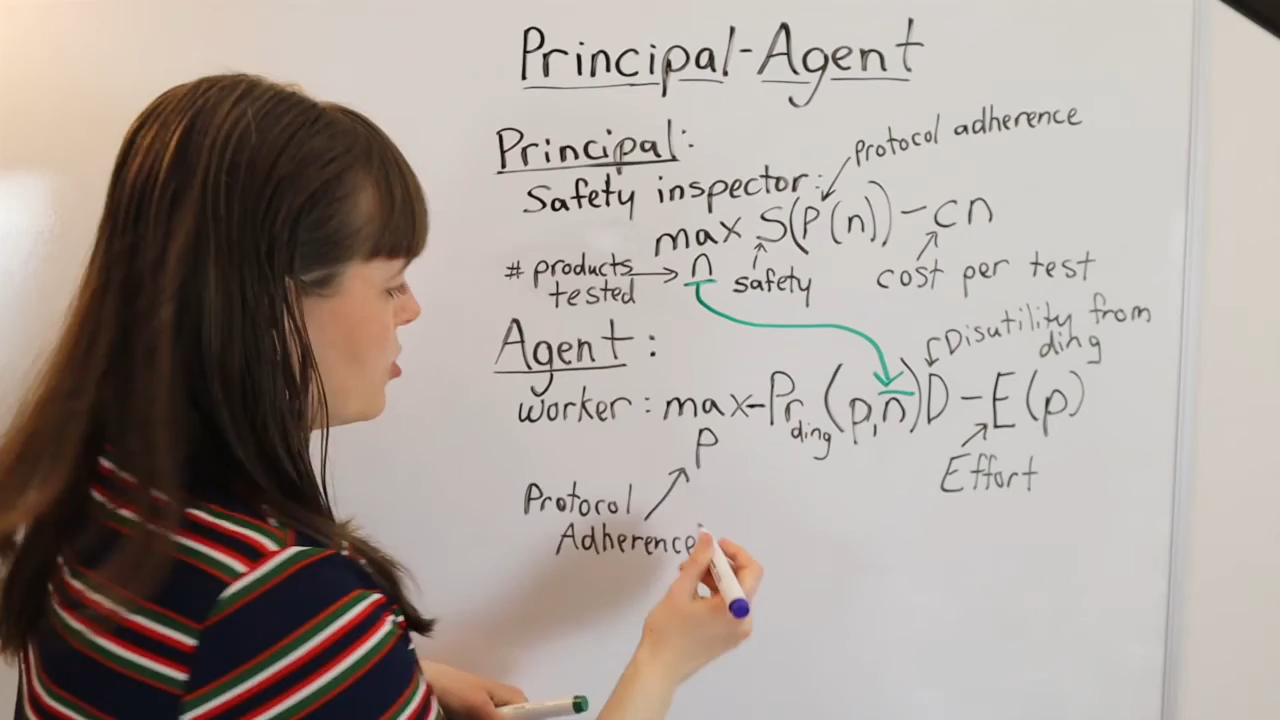 Principal-Agent
Principal:
Protocol adherence
Safety inspector:
max S(P(n)) - cn
n
# products tested
safety
cost per test
Agent:
Disutility from ding
worker: max - Pr ding (p,n) D - E(p)
P
Effort
Protocol
Adherence